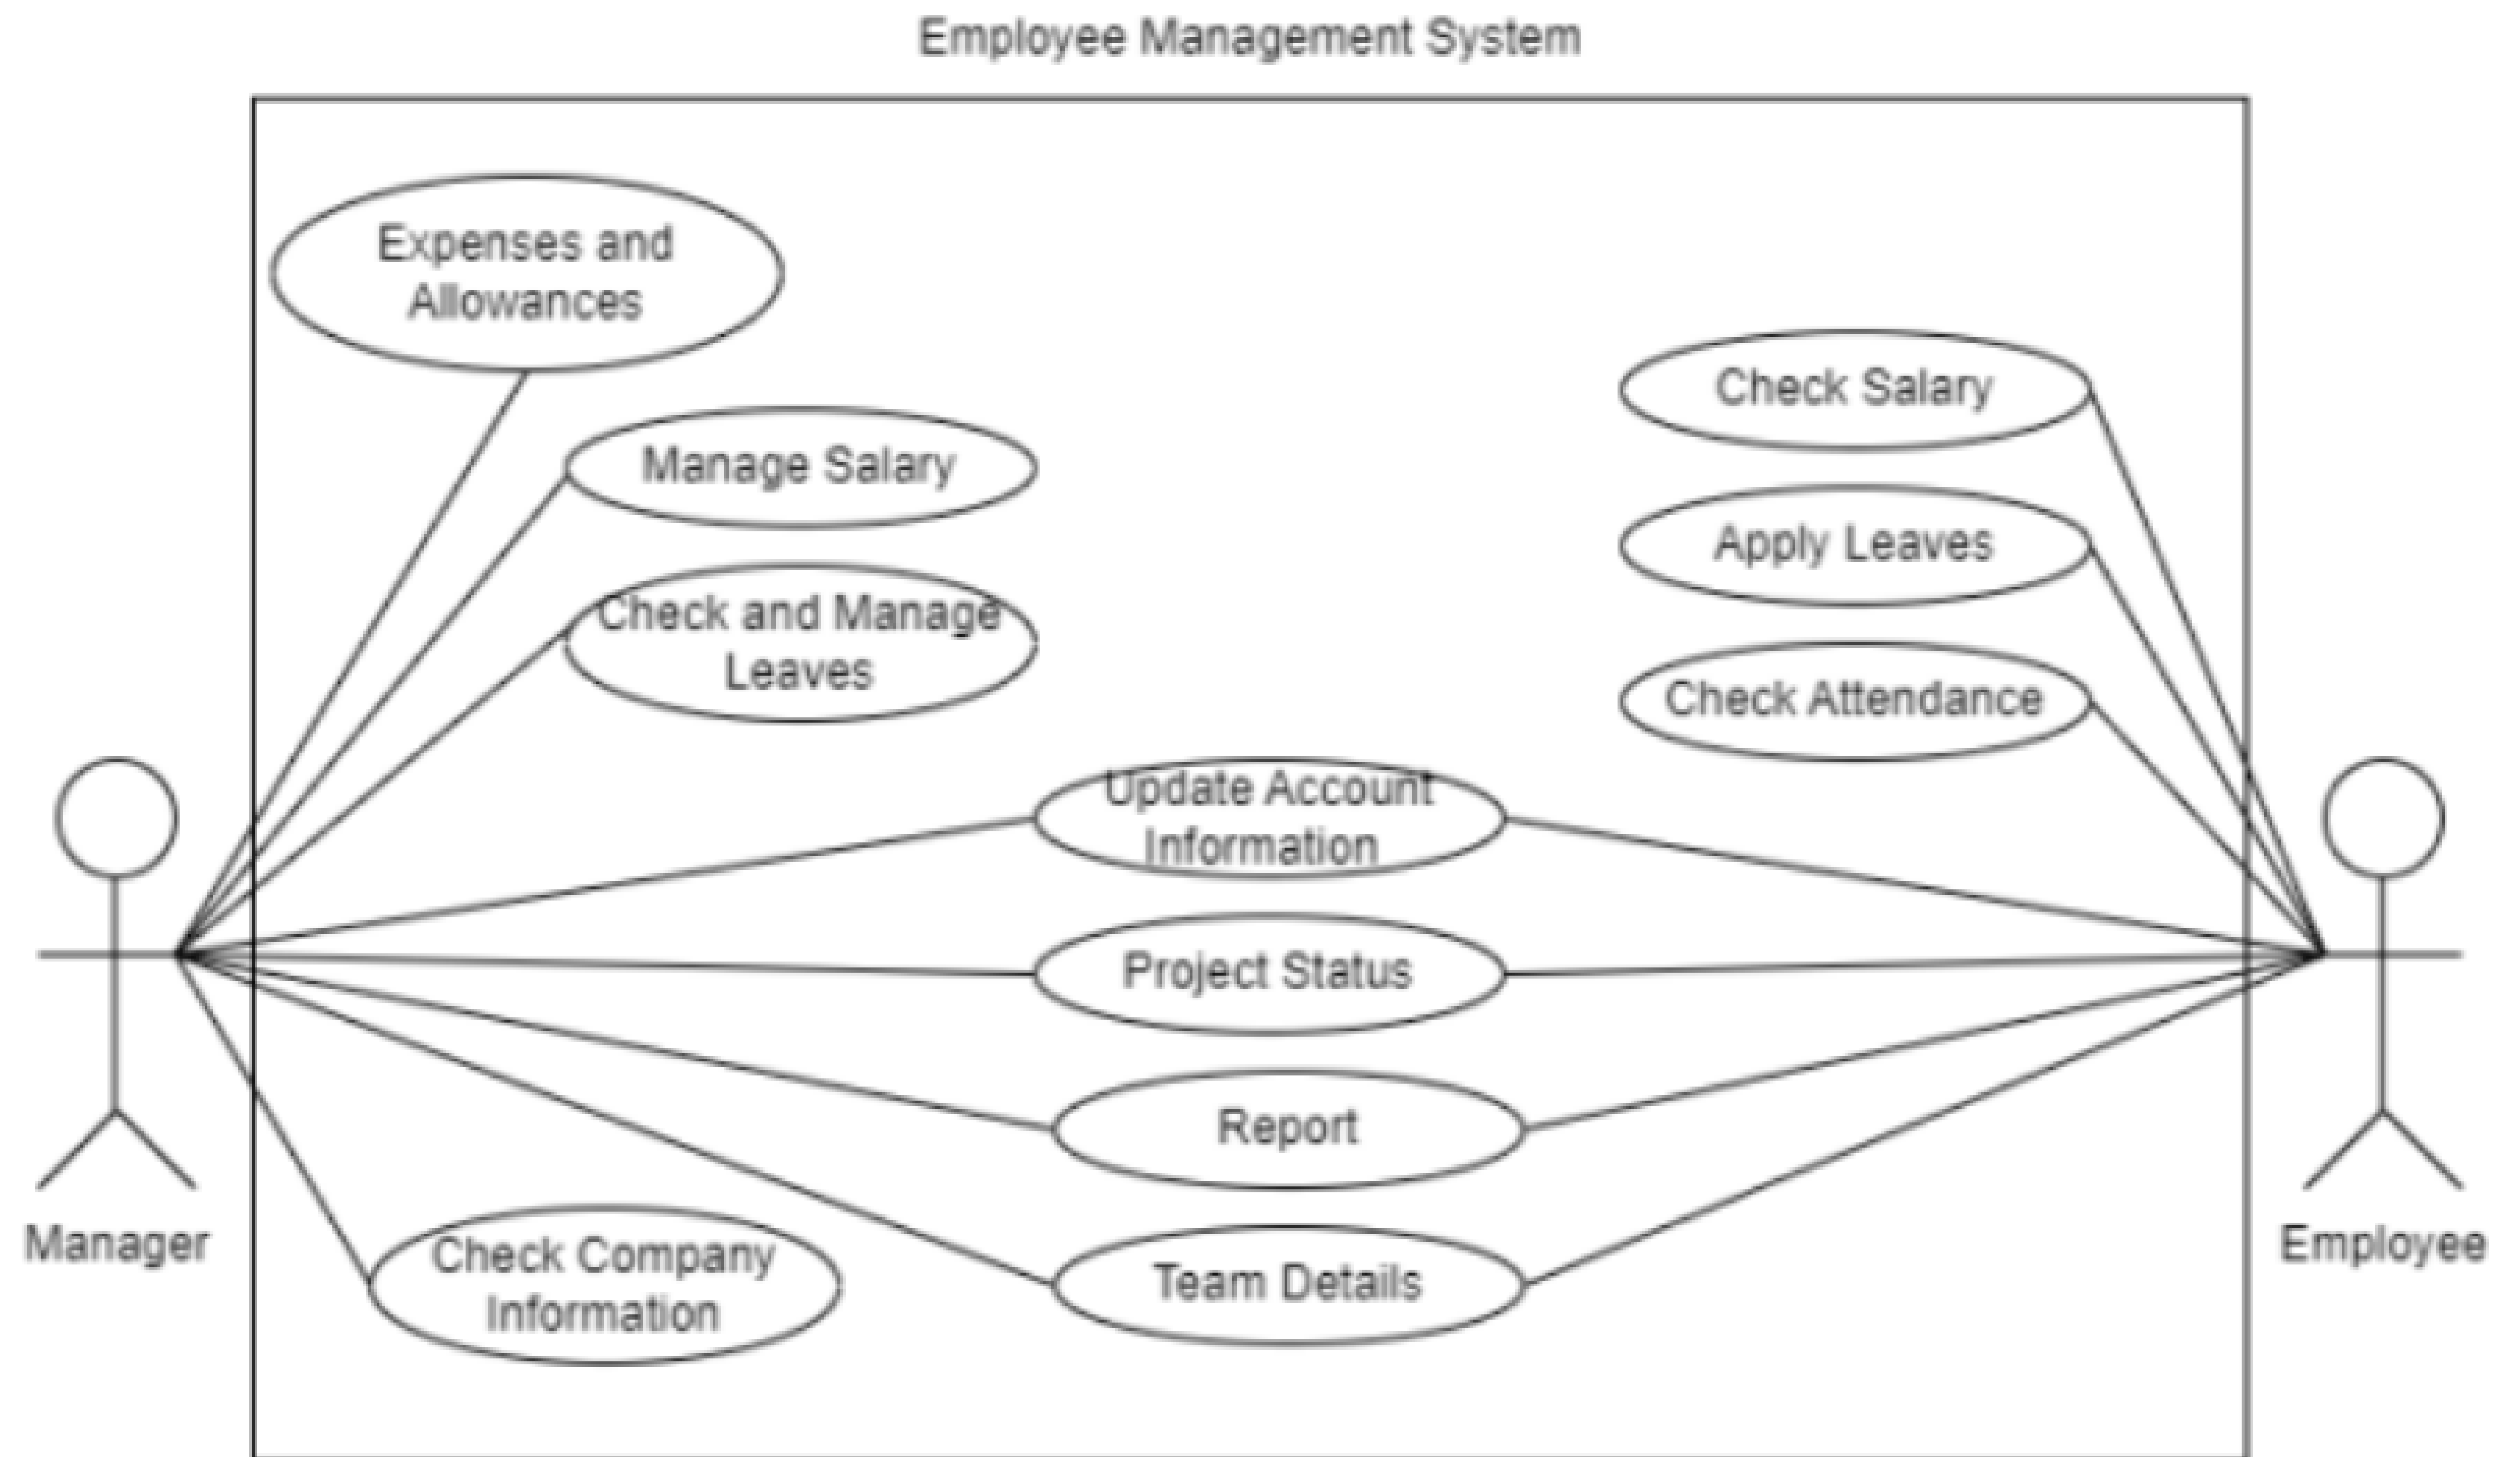 Employee Management System
Expenses and
Allowances
Check Salary
Manage Salary
Apply Leaves
Check and Manage
Leaves
Check Attendance
Update Account
Information
Project Status
Report
Manager
Employee
Check Company
Information
Team Details